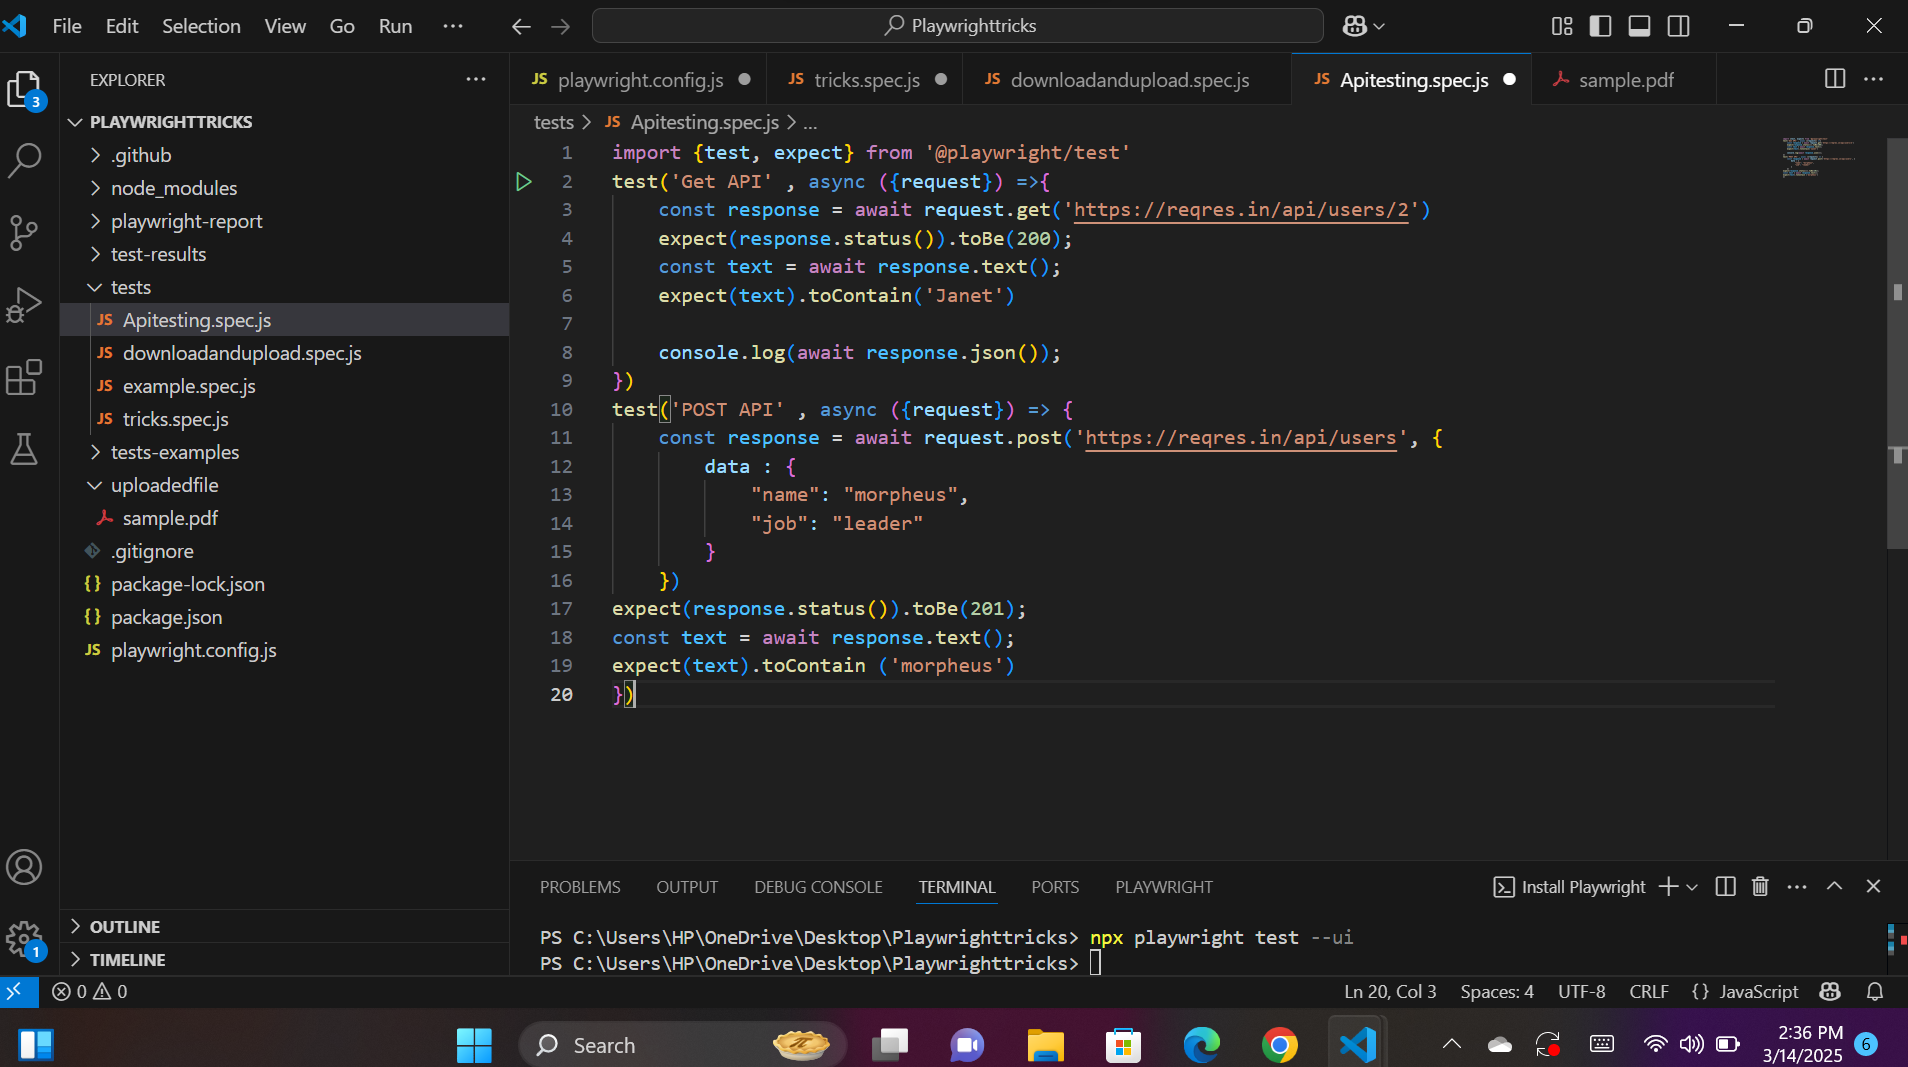 File Edit Selection View Go Run ···
Playwrighttricks
EXPLORER ···
playwright.config.js
tricks.spec.js
downloadandupload.spec.js
Apitesting.spec.js
sample.pdf
3
PLAYWRIGHTTRICKS
.github
node_modules
playwright-report
test-results
tests
JS Apitesting.spec.js
JS downloadandupload.spec.js
JS example.spec.js
JS tricks.spec.js
tests-examples
uploadedfile
sample.pdf
.gitignore
{} package-lock.json
{} package.json
JS playwright.config.js
OUTLINE
TIMELINE
1
tests > JS Apitesting.spec.js > ...
1 import {test, expect} from '@playwright/test'
2 test('Get API' , async ({request}) =>{
3     const response = await request.get('https://reqres.in/api/users/2')
4     expect(response.status()).toBe(200);
5     const text = await response.text();
6     expect(text).toContain('Janet')
7
8     console.log(await response.json());
9 })
10 test('POST API' , async ({request}) => {
11     const response = await request.post('https://reqres.in/api/users', {
12         data : {
13             "name": "morpheus",
14             "job": "leader"
15         }
16     })
17 expect(response.status()).toBe(201);
18 const text = await response.text();
19 expect(text).toContain ('morpheus')
20 })
PROBLEMS OUTPUT DEBUG CONSOLE TERMINAL PORTS PLAYWRIGHT
Install Playwright
PS C:\Users\HP\OneDrive\Desktop\Playwrighttricks> npx playwright test --ui
PS C:\Users\HP\OneDrive\Desktop\Playwrighttricks>
0 0
Ln 20, Col 3 Spaces: 4 UTF-8 CRLF {} JavaScript
Search
2:36 PM
3/14/2025
6